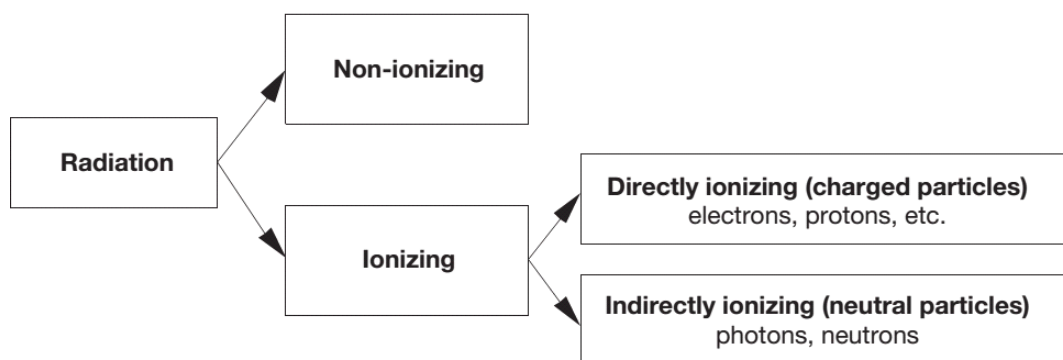 Non-ionizing
Radiation
Directly ionizing (charged particles)
electrons, protons, etc.
Ionizing
Indirectly ionizing (neutral particles)
photons, neutrons